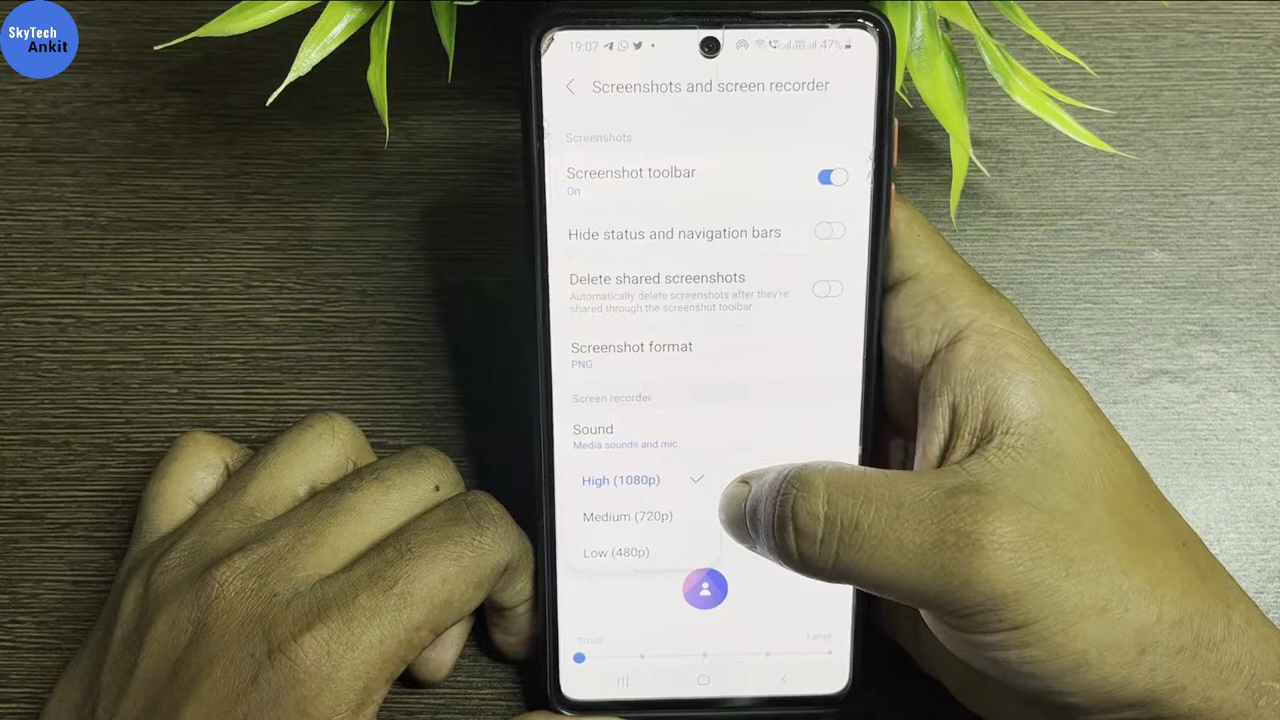 SkyTech
Ankit
19:07
47%
Screenshots and screen recorder
Screenshots
Screenshot toolbar
On
Hide status and navigation bars
Delete shared screenshots
Automatically delete screenshots after they're
shared through the screenshot toolbar
Screenshot format
PNG
Screen recorder
Sound
Media sounds and mic
High (1080p)
Medium (720p)
Low (480p)
Small
Large